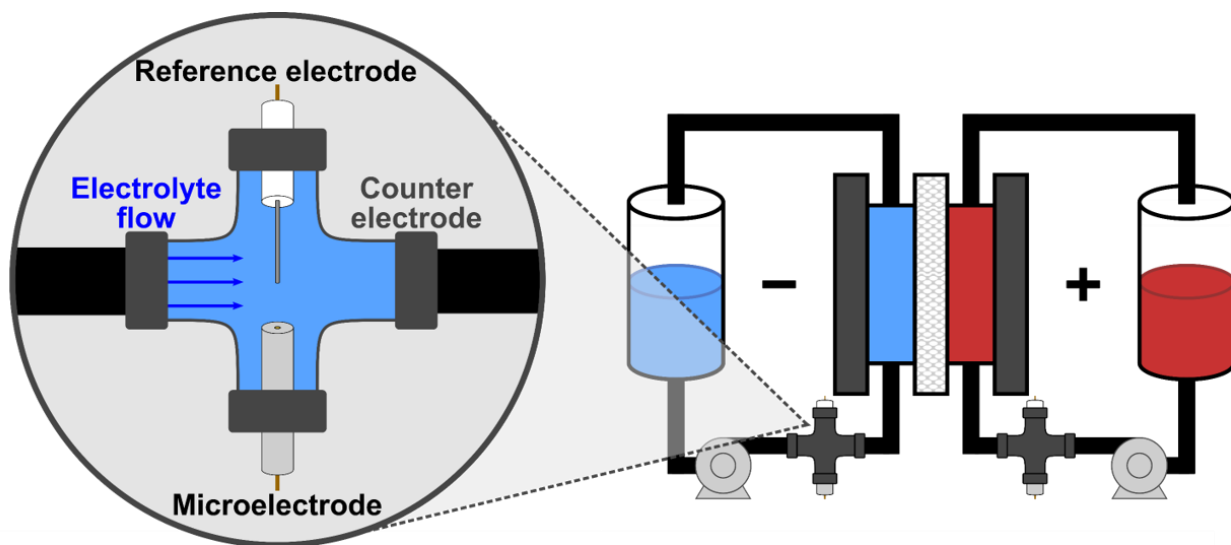 Reference electrode
Electrolyte
flow
Counter
electrode
Microelectrode
−
+